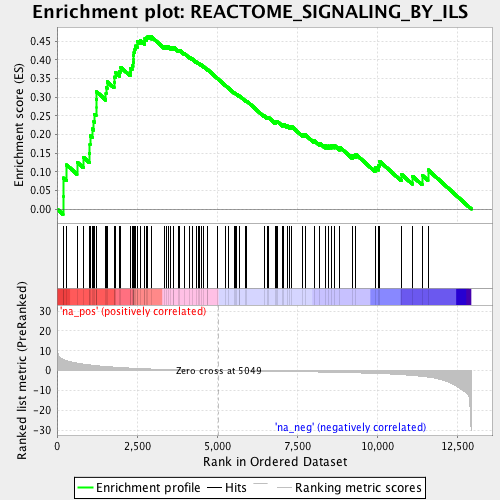 Enrichment plot: REACTOME_SIGNALING_BY_ILS
Enrichment score (ES)
0.45
0.40
0.35
0.30
0.25
0.20
0.15
0.10
0.05
0.00
'na_pos' (positively correlated)
Ranked list metric (PreRanked)
30
20
10
0
-10
-20
-30
Zero cross at 5049
'na_neg' (negatively correlated)
0 2,500 5,000 7,500 10,000 12,500
Rank in Ordered Dataset
Enrichment profile Hits Ranking metric scores